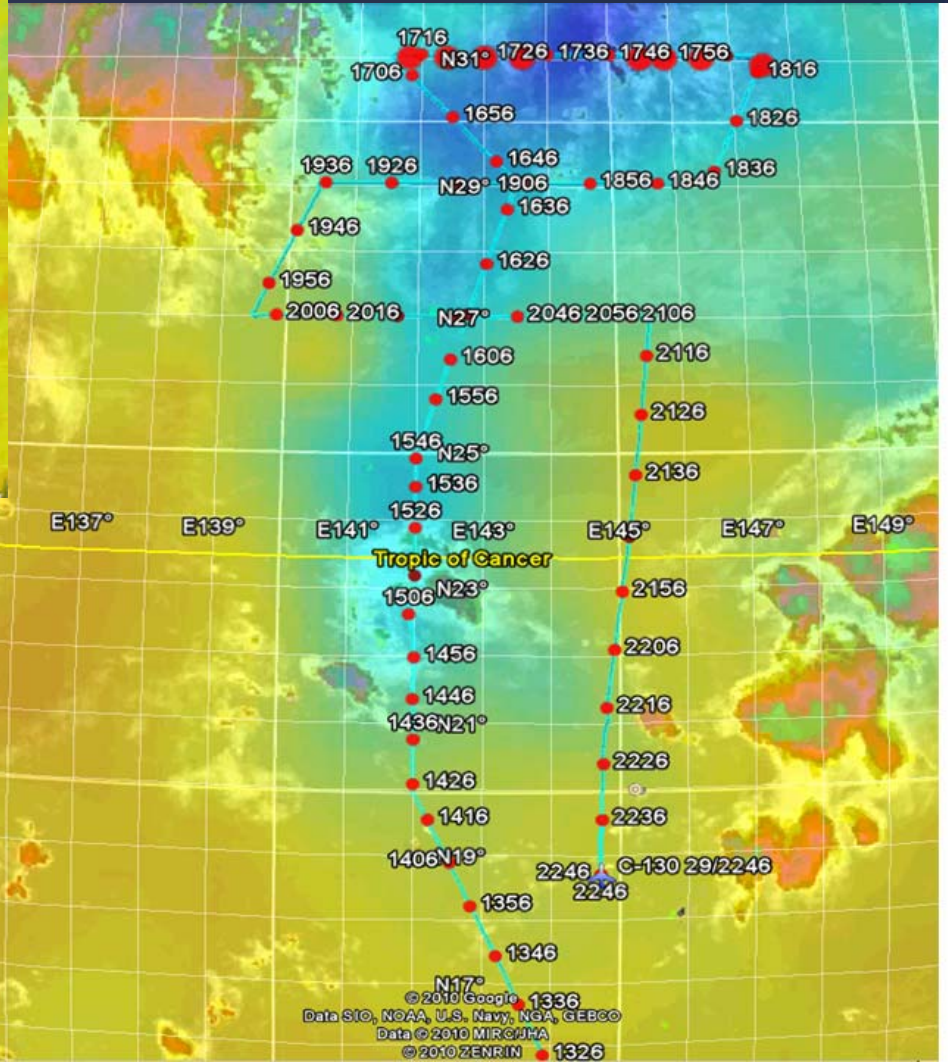 1716
N31° 1726 1736 1746 1756
1706 1816
1656 1826
1646
1936 1926 N29° 1906 1856 1846 1836
1636
1946
1626
1956
2006 2016 N27° 2046 2056 2106
1606 2116
1556 2126
1546 N25°
1536 2136
1526
E137° E139° E141° E143° E145° E147° E149°
Tropic of Cancer
1506 N23° 2156
1456 2206
1446 2216
1436 N21°
1426 2226
1416 2236
1406 N19° 2246 C-130 29/2246
2246
1356
1346
N17°
© 2010 Google 1336
Data SIO, NOAA, U.S. Navy, NGA, GEBCO
Data © 2010 MIRC/JHA
© 2010 ZENRIN 1326